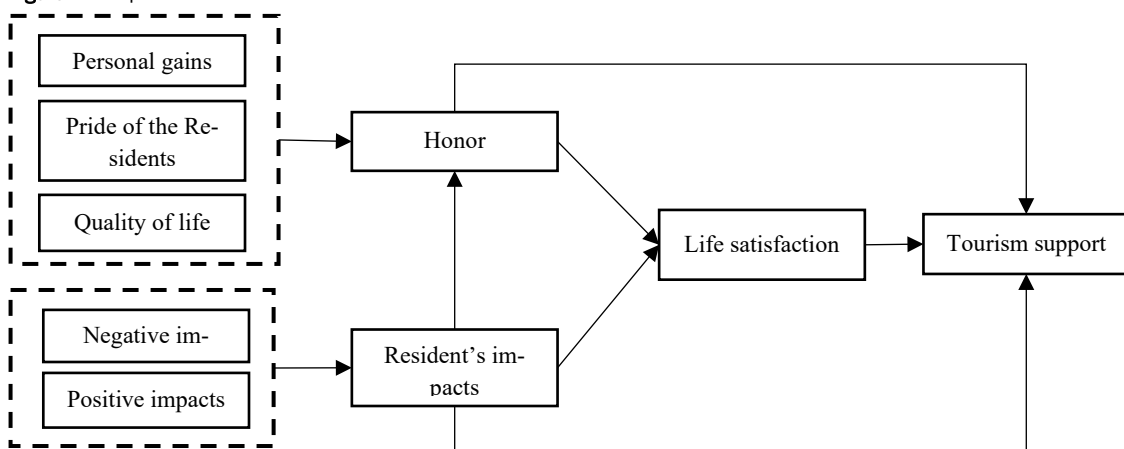 Personal gains
Pride of the Re-
sidents
Quality of life
Honor
Life satisfaction
Tourism support
Negative im-
Positive impacts
Resident’s im-
pacts